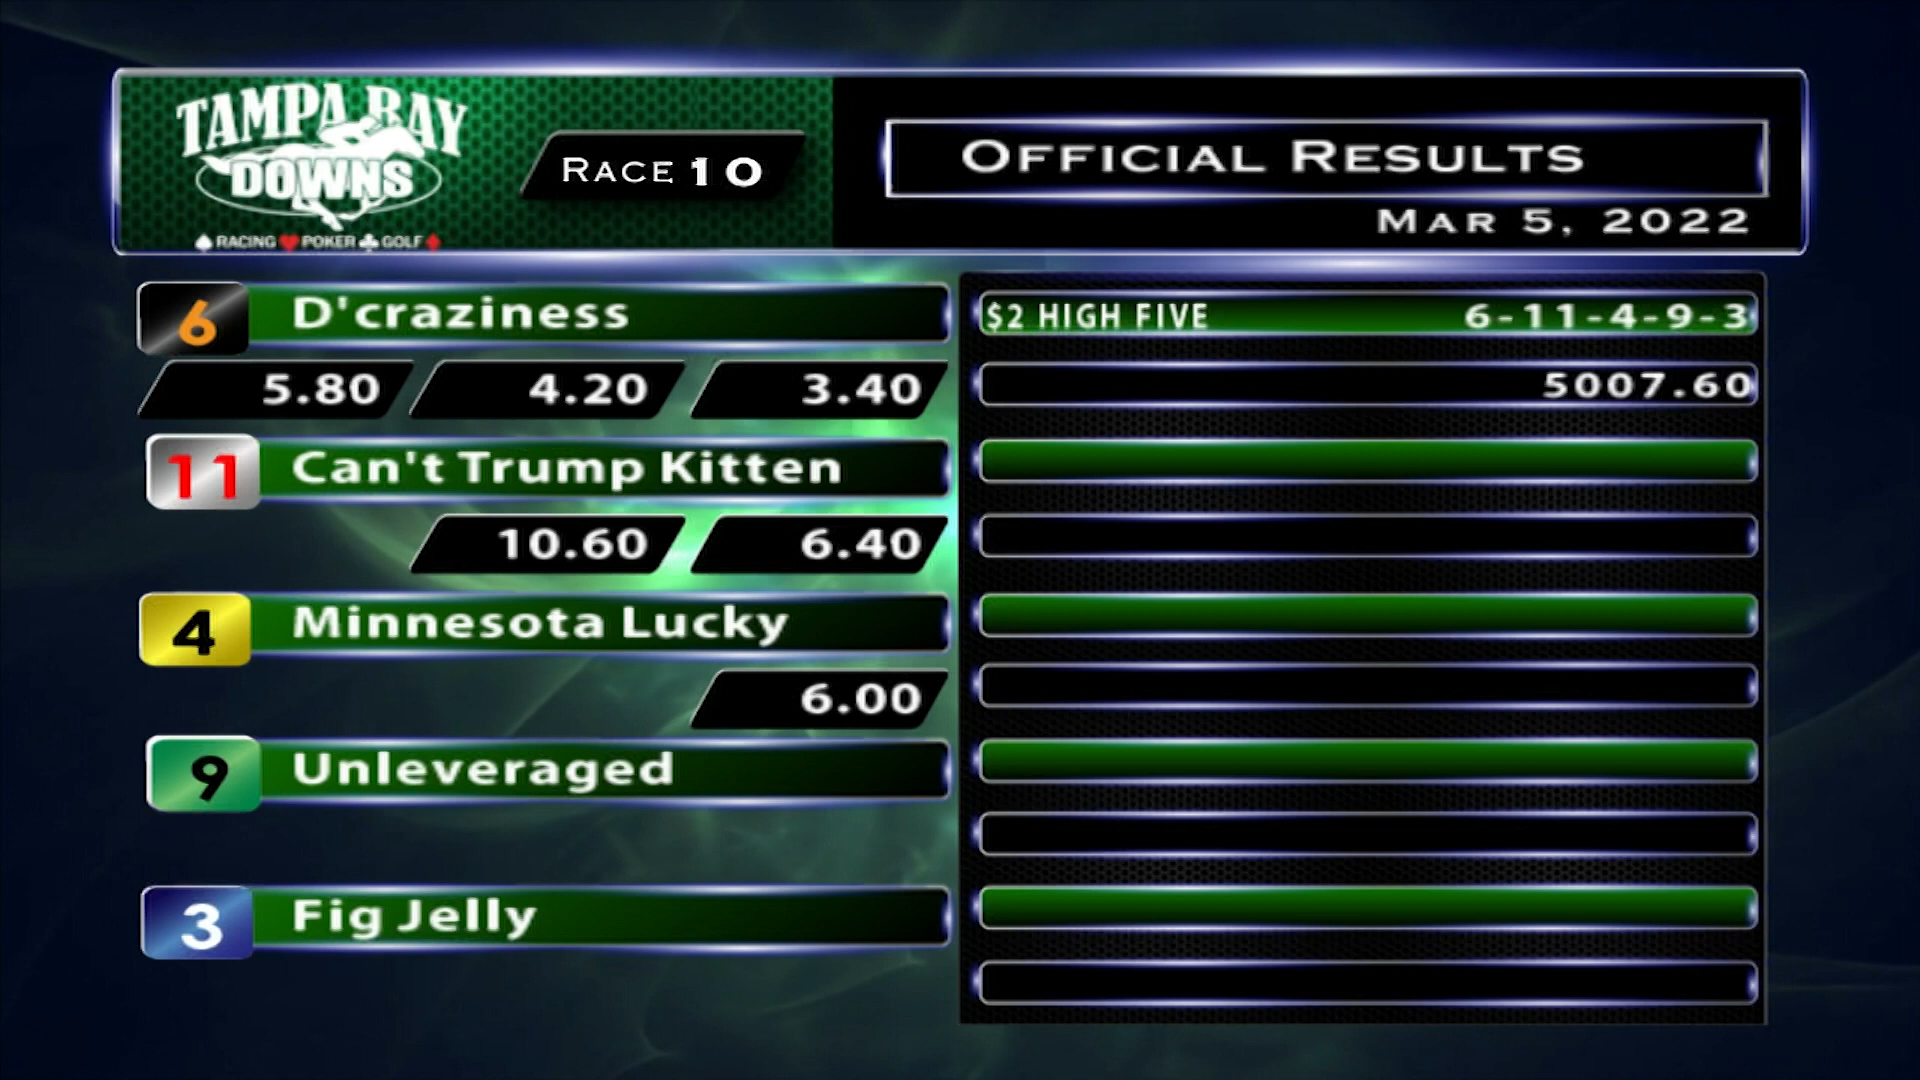 TAMPA BAY
DOWNS
RACING POKER GOLF
RACE 10
OFFICIAL RESULTS
MAR 5, 2022
6 D'craziness
5.80 4.20 3.40
11 Can't Trump Kitten
10.60 6.40
4 Minnesota Lucky
6.00
9 Unleveraged
3 Fig Jelly
$2 HIGH FIVE 6-11-4-9-3
5007.60